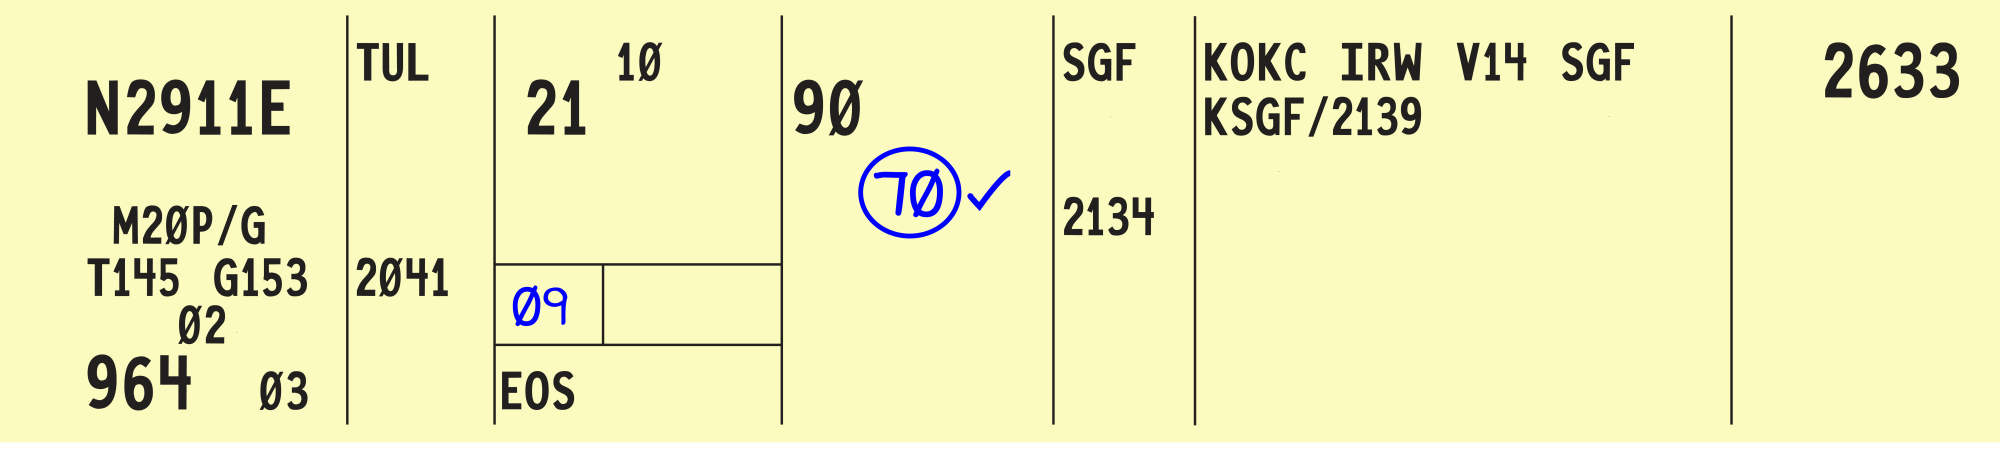 N2911E
M2ØP/G
T145 G153
Ø2
964 Ø3
TUL
2Ø41
21 1Ø
Ø9
EOS
9Ø
7Ø ✓
SGF
2134
KOKC IRW V14 SGF
KSGF/2139
2633